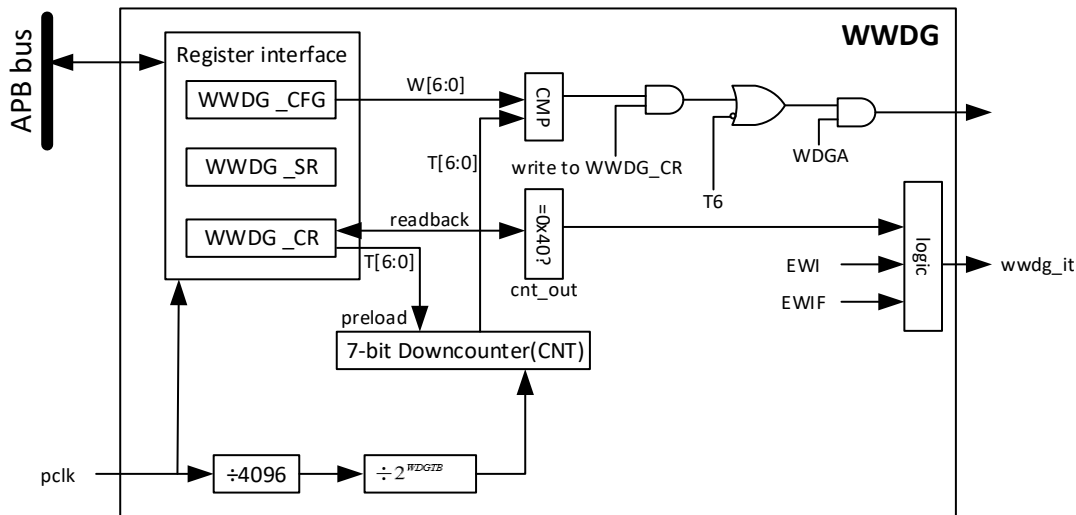 APB bus
WWDG
Register interface
WWDG _CFG
WWDG _SR
WWDG _CR
W[6:0]
CMP
T[6:0]
write to WWDG_CR
WDGA
T6
readback
=0x40?
cnt_out
T[6:0]
preload
7-bit Downcounter(CNT)
EWI
EWIF
logic
wwdg_it
pclk
÷4096
÷2^WDGTB